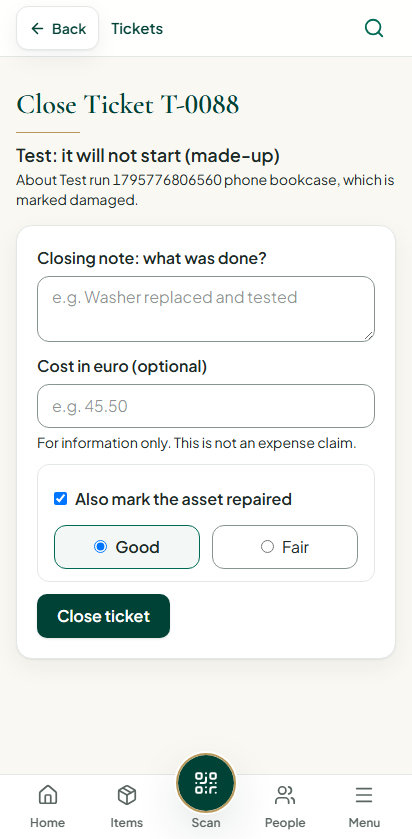 Back
Tickets
Close Ticket T-0088
Test: it will not start (made-up)
About Test run 1795776806560 phone bookcase, which is
marked damaged.
Closing note: what was done?
e.g. Washer replaced and tested
Cost in euro (optional)
e.g. 45.50
For information only. This is not an expense claim.
Also mark the asset repaired
Good
Fair
Close ticket
Home
Items
Scan
People
Menu